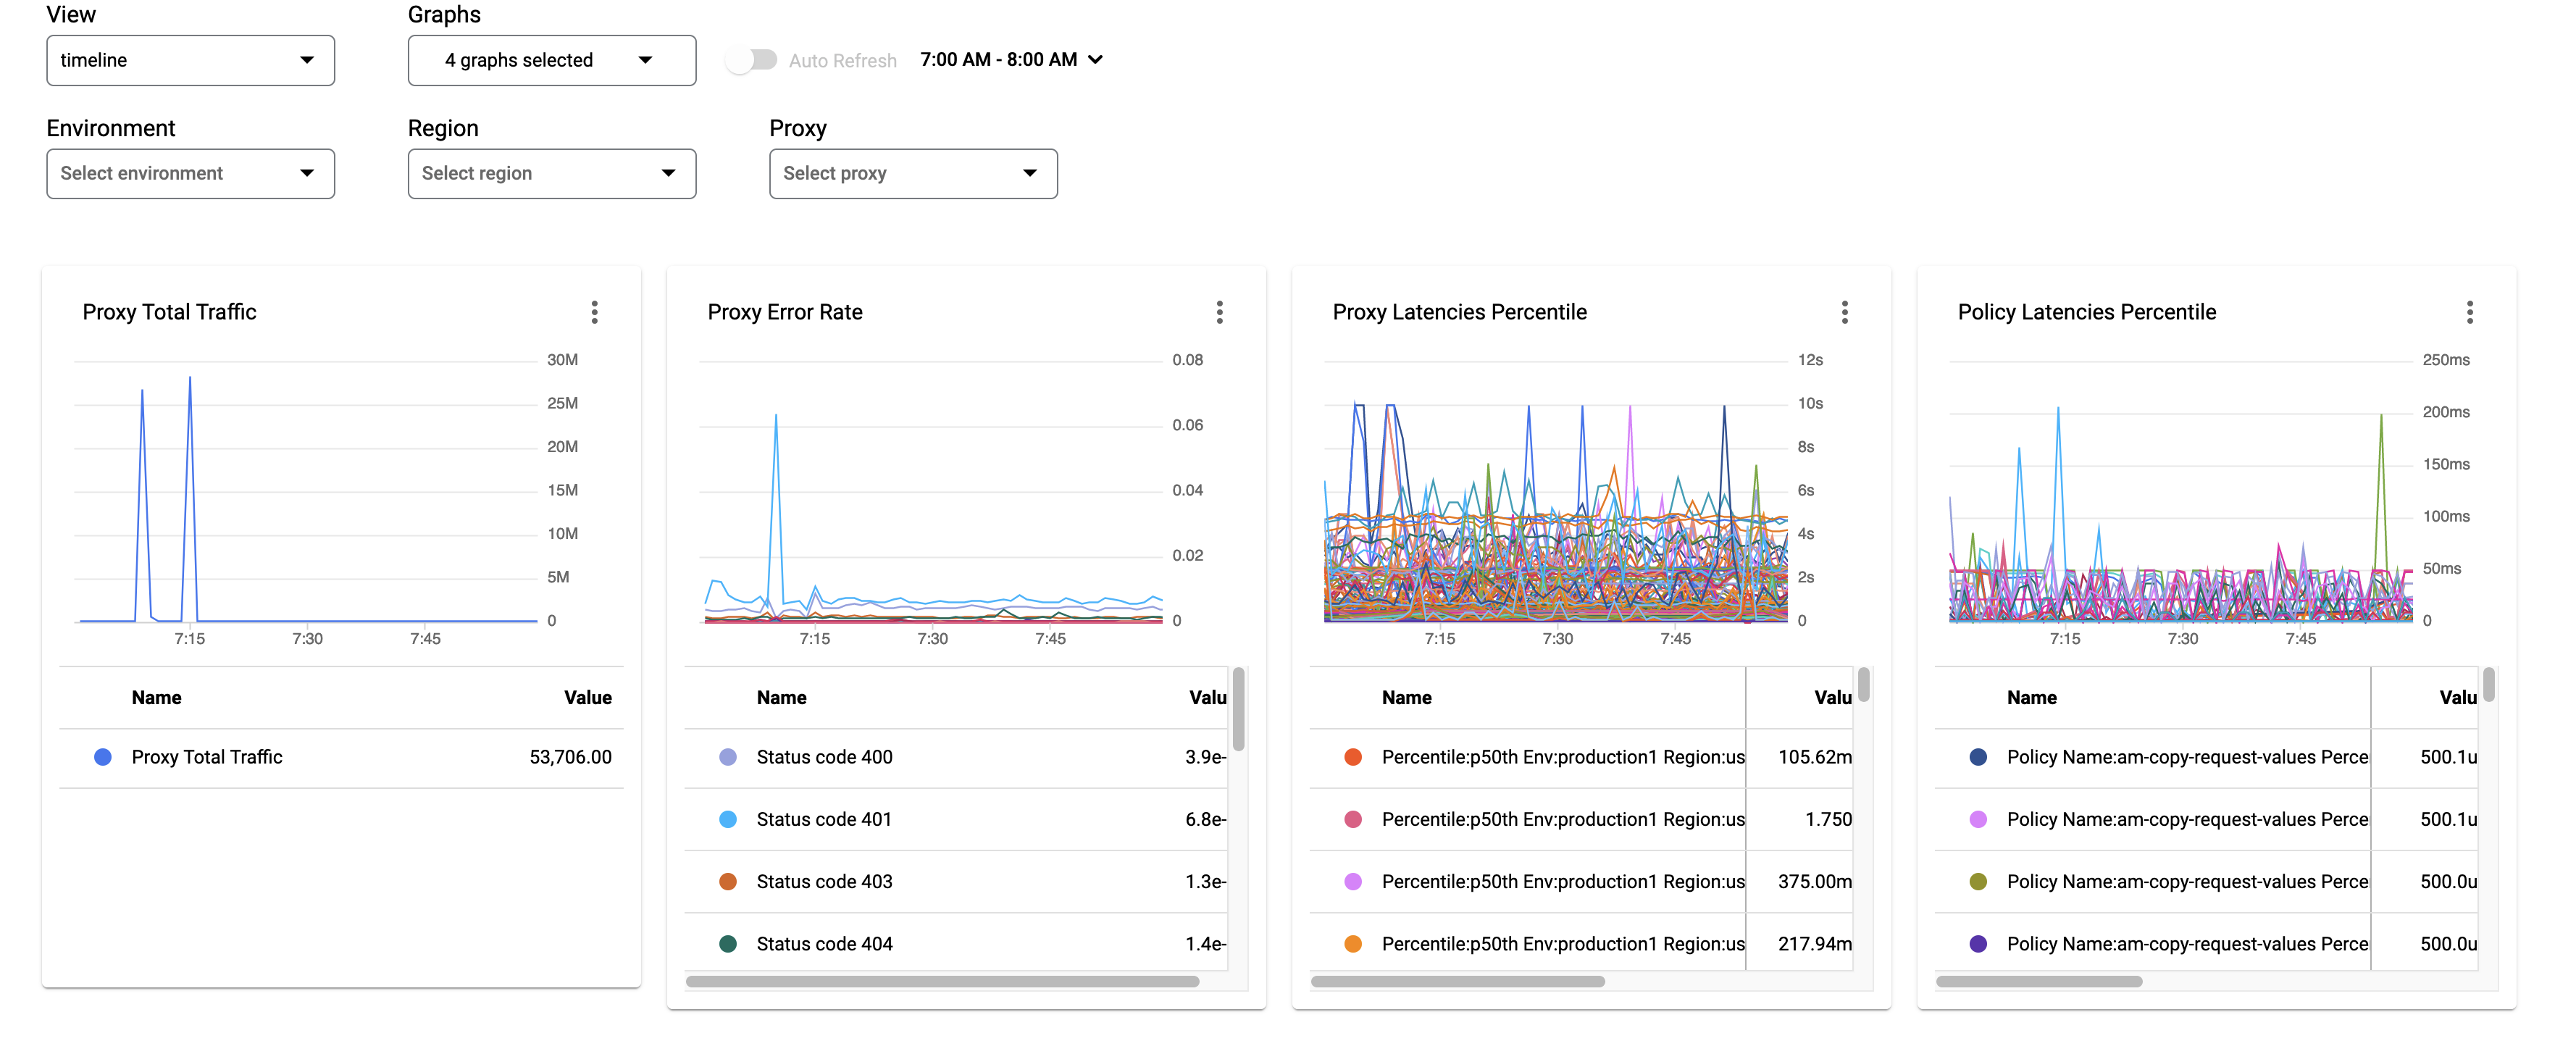 View
Graphs
timeline
4 graphs selected
Auto Refresh
7:00 AM - 8:00 AM
Environment
Region
Proxy
Select environment
Select region
Select proxy
Proxy Total Traffic
30M
25M
20M
15M
10M
5M
0
7:15
7:30
7:45
Name
Value
Proxy Total Traffic
53,706.00
Proxy Error Rate
0.08
0.06
0.04
0.02
0
7:15
7:30
7:45
Name
Valu
Status code 400
3.9e-
Status code 401
6.8e-
Status code 403
1.3e-
Status code 404
1.4e-
Proxy Latencies Percentile
12s
10s
8s
6s
4s
2s
0
7:15
7:30
7:45
Name
Valu
Percentile:p50th Env:production1 Region:us
105.62m
Percentile:p50th Env:production1 Region:us
1.750
Percentile:p50th Env:production1 Region:us
375.00m
Percentile:p50th Env:production1 Region:us
217.94m
Policy Latencies Percentile
250ms
200ms
150ms
100ms
50ms
0
7:15
7:30
7:45
Name
Valu
Policy Name:am-copy-request-values Perce
500.1u
Policy Name:am-copy-request-values Perce
500.1u
Policy Name:am-copy-request-values Perce
500.0u
Policy Name:am-copy-request-values Perce
500.0u